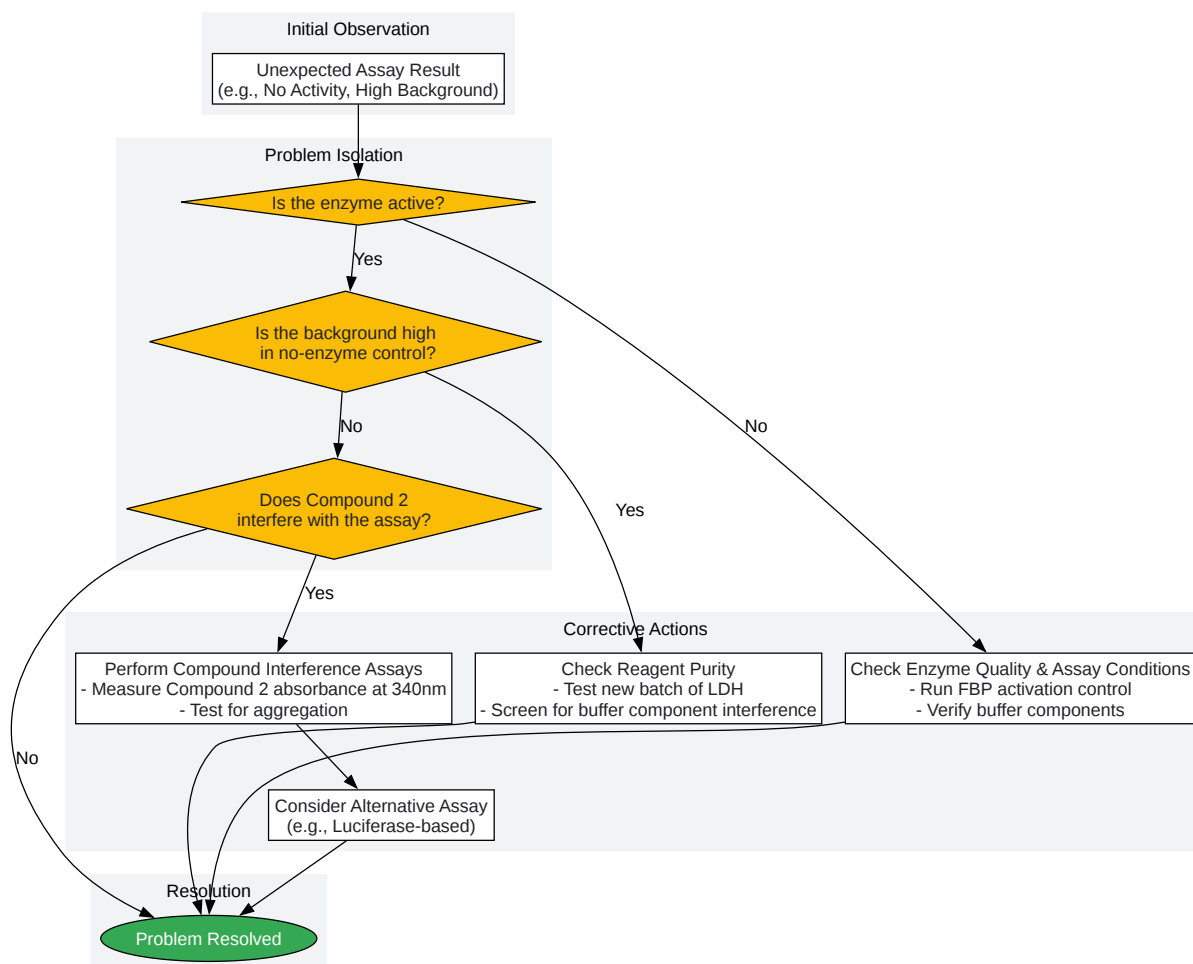 Initial Observation
Unexpected Assay Result
(e.g., No Activity, High Background)
Problem Isolation
Is the enzyme active?
Yes
Is the background high
in no-enzyme control?
No
No
Does Compound 2
interfere with the assay?
Yes
Yes
Corrective Actions
Perform Compound Interference Assays
- Measure Compound 2 absorbance at 340nm
- Test for aggregation
Check Reagent Purity
- Test new batch of LDH
- Screen for buffer component interference
Check Enzyme Quality & Assay Conditions
- Run FBP activation control
- Verify buffer components
No
Consider Alternative Assay
(e.g., Luciferase-based)
Resolution
Problem Resolved